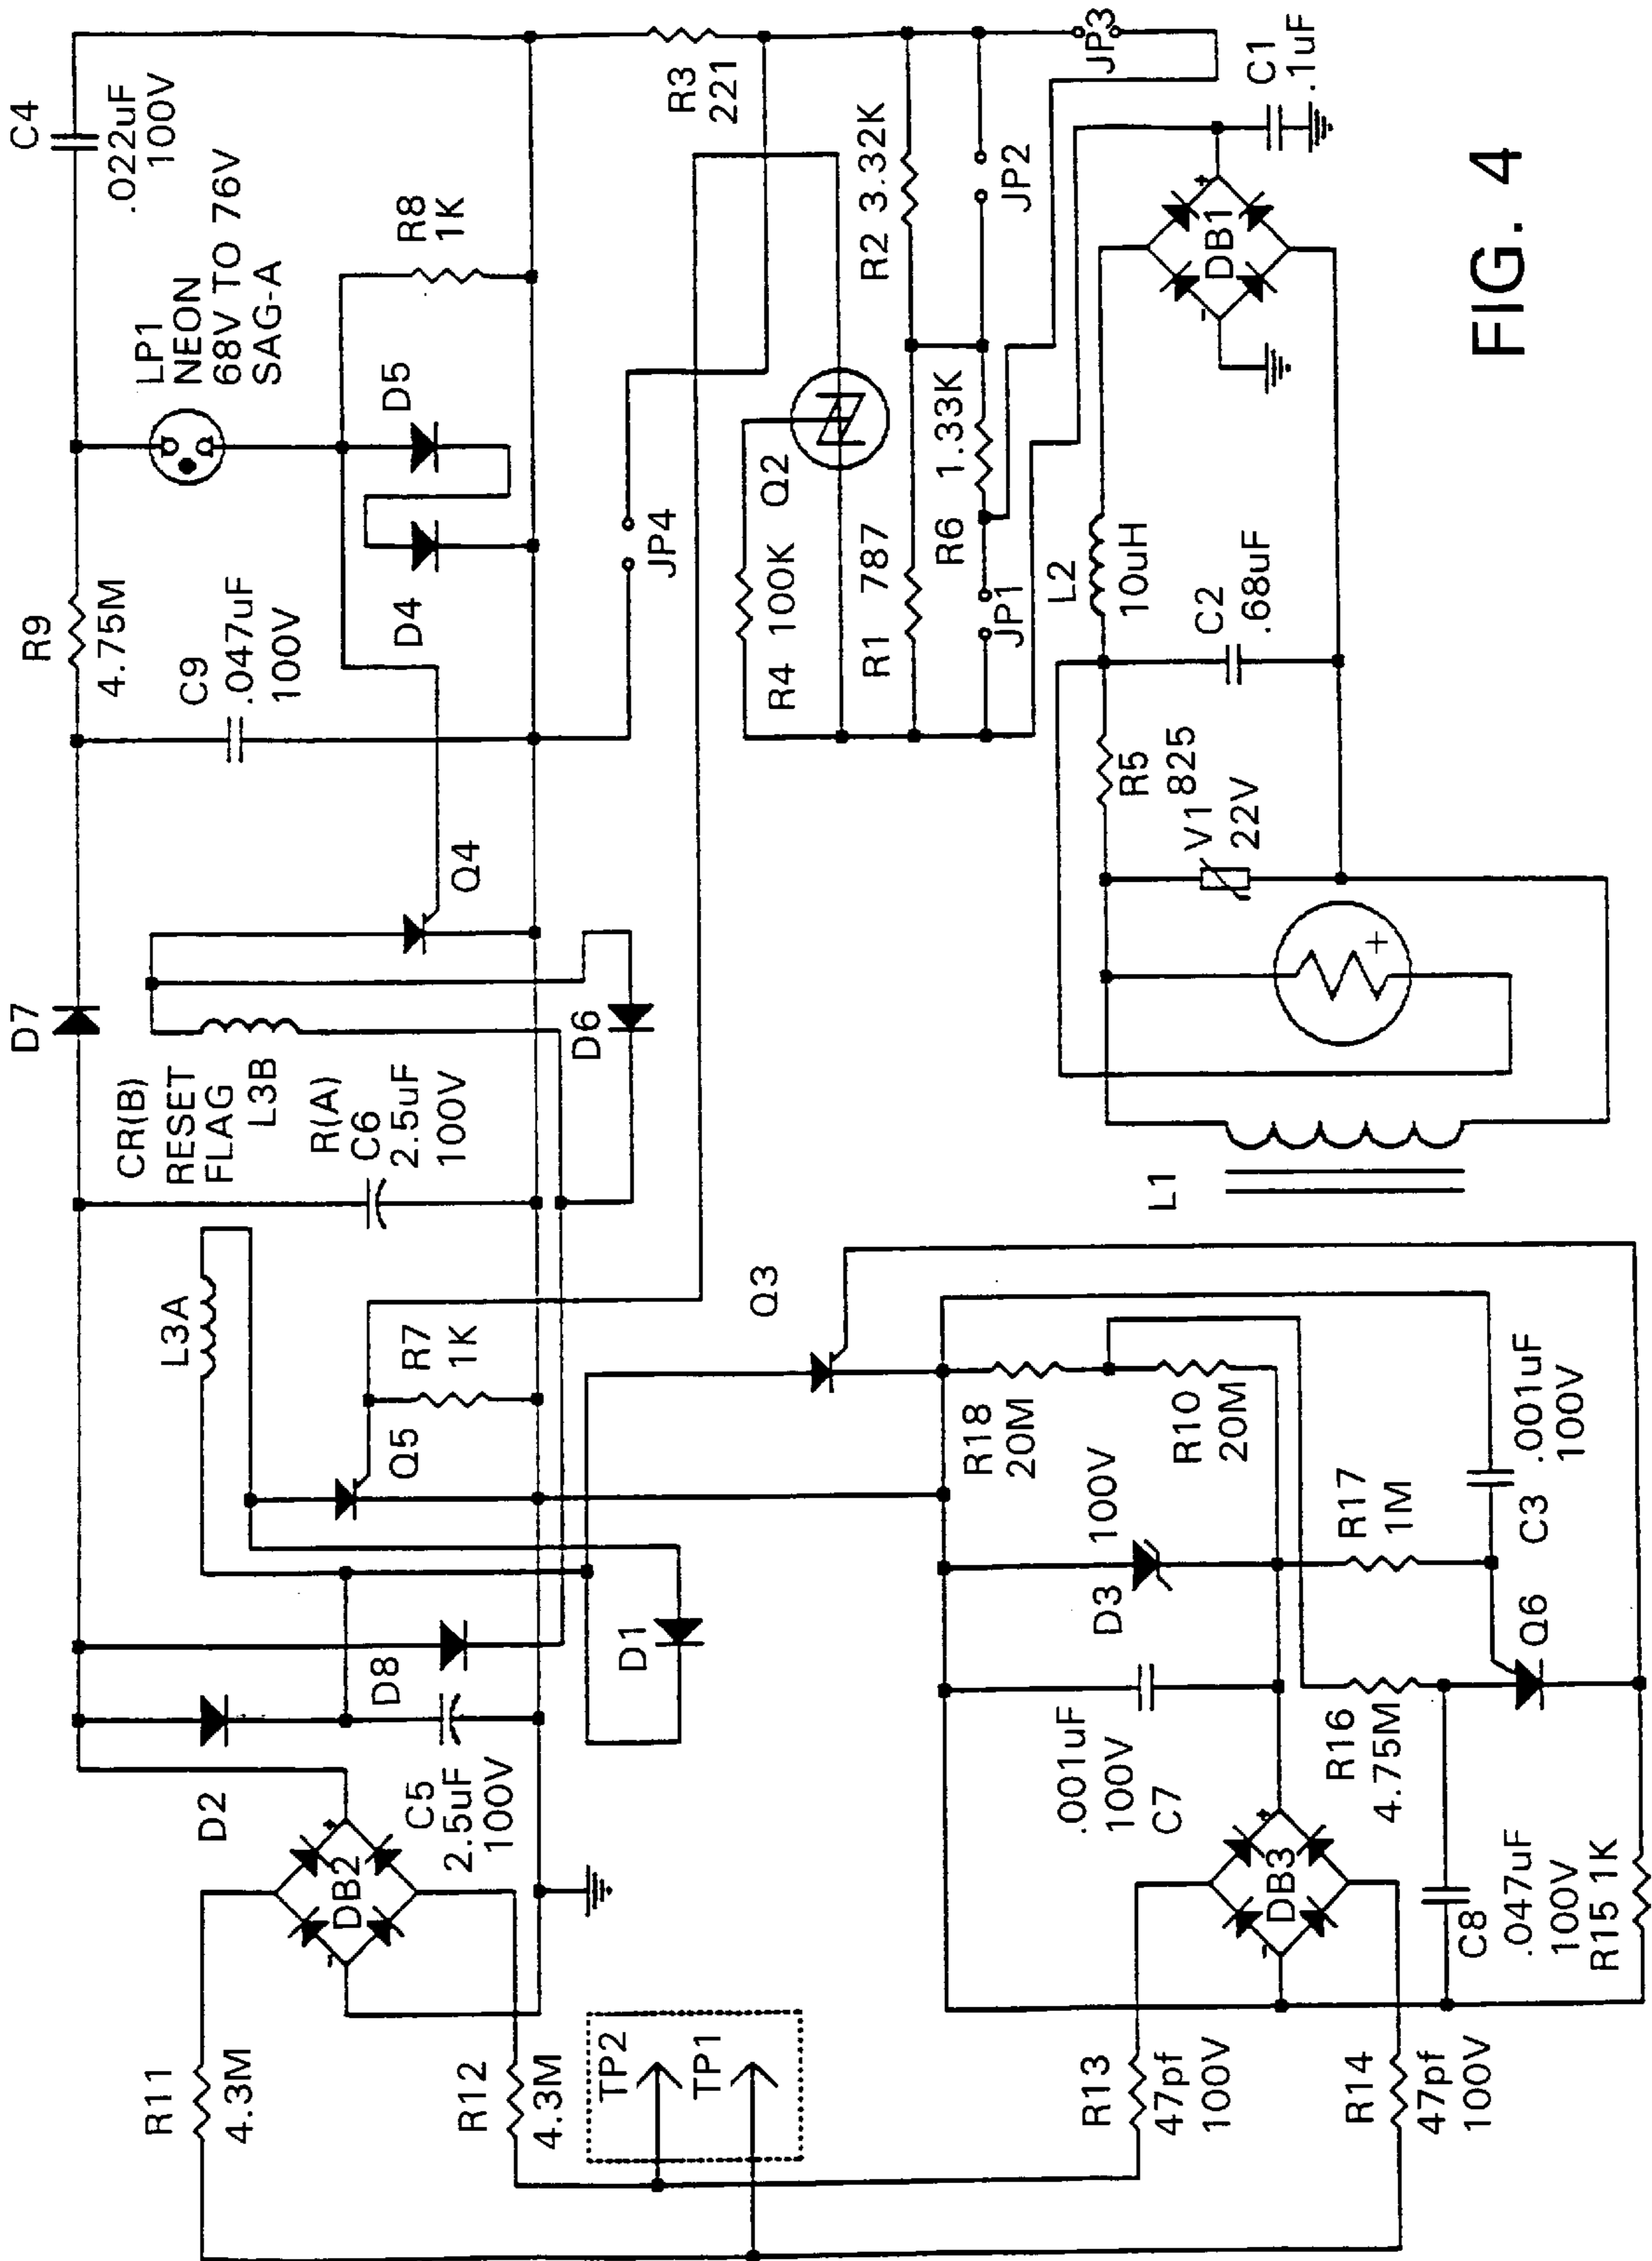 C4
.022uF
100V
LP1
NEON
68V TO 76V
SAG-A
R8
1K
D5
D4
R9
4.75M
C9
.047uF
100V
D7
Q4
CR(B)
RESET
FLAG
L3B
R(A)
C6
2.5uF
100V
D6
L3A
R7
1K
Q5
D8
D1
D2
C5
2.5uF
100V
+
DB2
-
R11
4.3M
R12
4.3M
TP2
TP1
R3
221
JP4
Q2
R4 100K
R2 3.32K
R1 787
R6 1.33K
JP2
JP1
JP3
C1
.1uF
+
DB1
-
L2
10uH
C2
.68uF
R5
825
V1
22V
+
L1
Q3
R18
20M
R10
20M
100V
D3
R17
1M
.001uF
100V
C3
Q6
.001uF
100V
C7
R16
4.75M
+
DB3
-
C8
.047uF
100V
R15 1K
R13
47pf
100V
R14
47pf
100V
FIG. 4